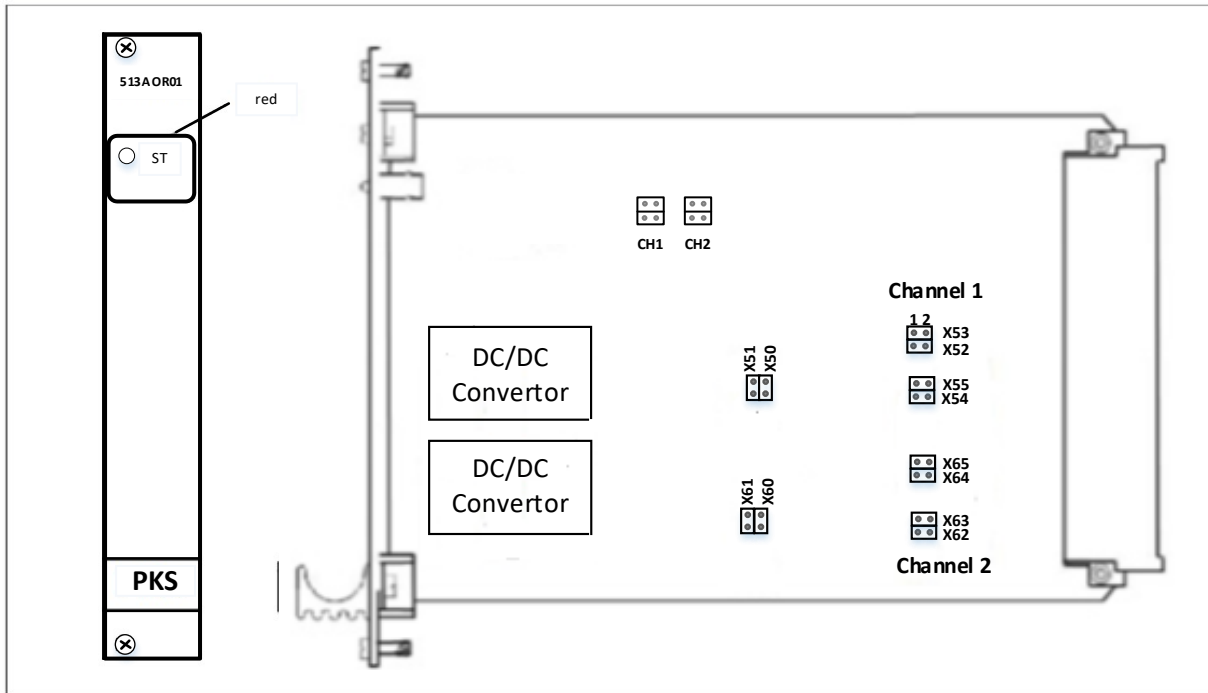 513AOR01
red
ST
PKS
CH1 CH2
DC/DC
Convertor
DC/DC
Convertor
X51 X50
X61 X60
Channel 1
1 2
X53
X52
X55
X54
X65
X64
X63
X62
Channel 2